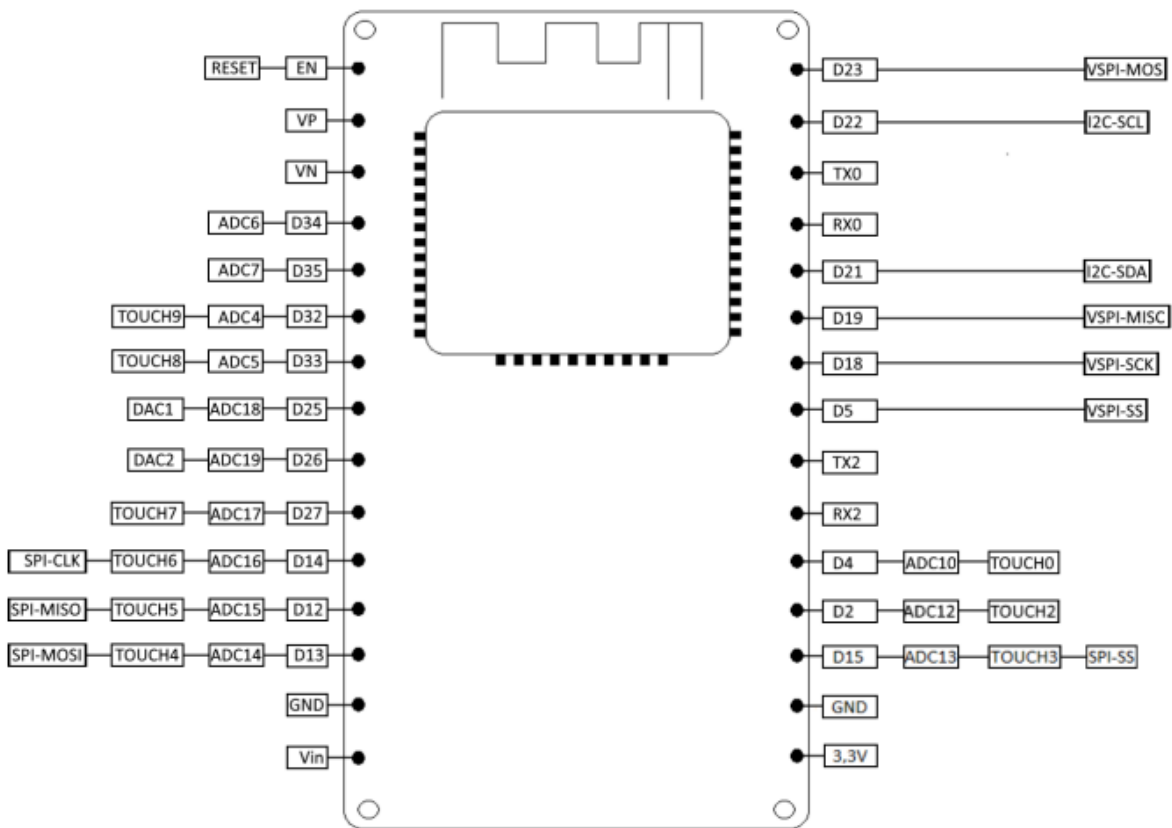 RESET EN D23 VSPI-MOS
VP D22 I2C-SCL
VN TX0
ADC6 D34 RX0
ADC7 D35 D21 I2C-SDA
TOUCH9 ADC4 D32 D19 VSPI-MISC
TOUCH8 ADC5 D33 D18 VSPI-SCK
DAC1 ADC18 D25 D5 VSPI-SS
DAC2 ADC19 D26 TX2
TOUCH7 ADC17 D27 RX2
SPI-CLK TOUCH6 ADC16 D14 D4 ADC10 TOUCH0
SPI-MISO TOUCH5 ADC15 D12 D2 ADC12 TOUCH2
SPI-MOSI TOUCH4 ADC14 D13 D15 ADC13 TOUCH3 SPI-SS
GND GND
Vin 3,3V